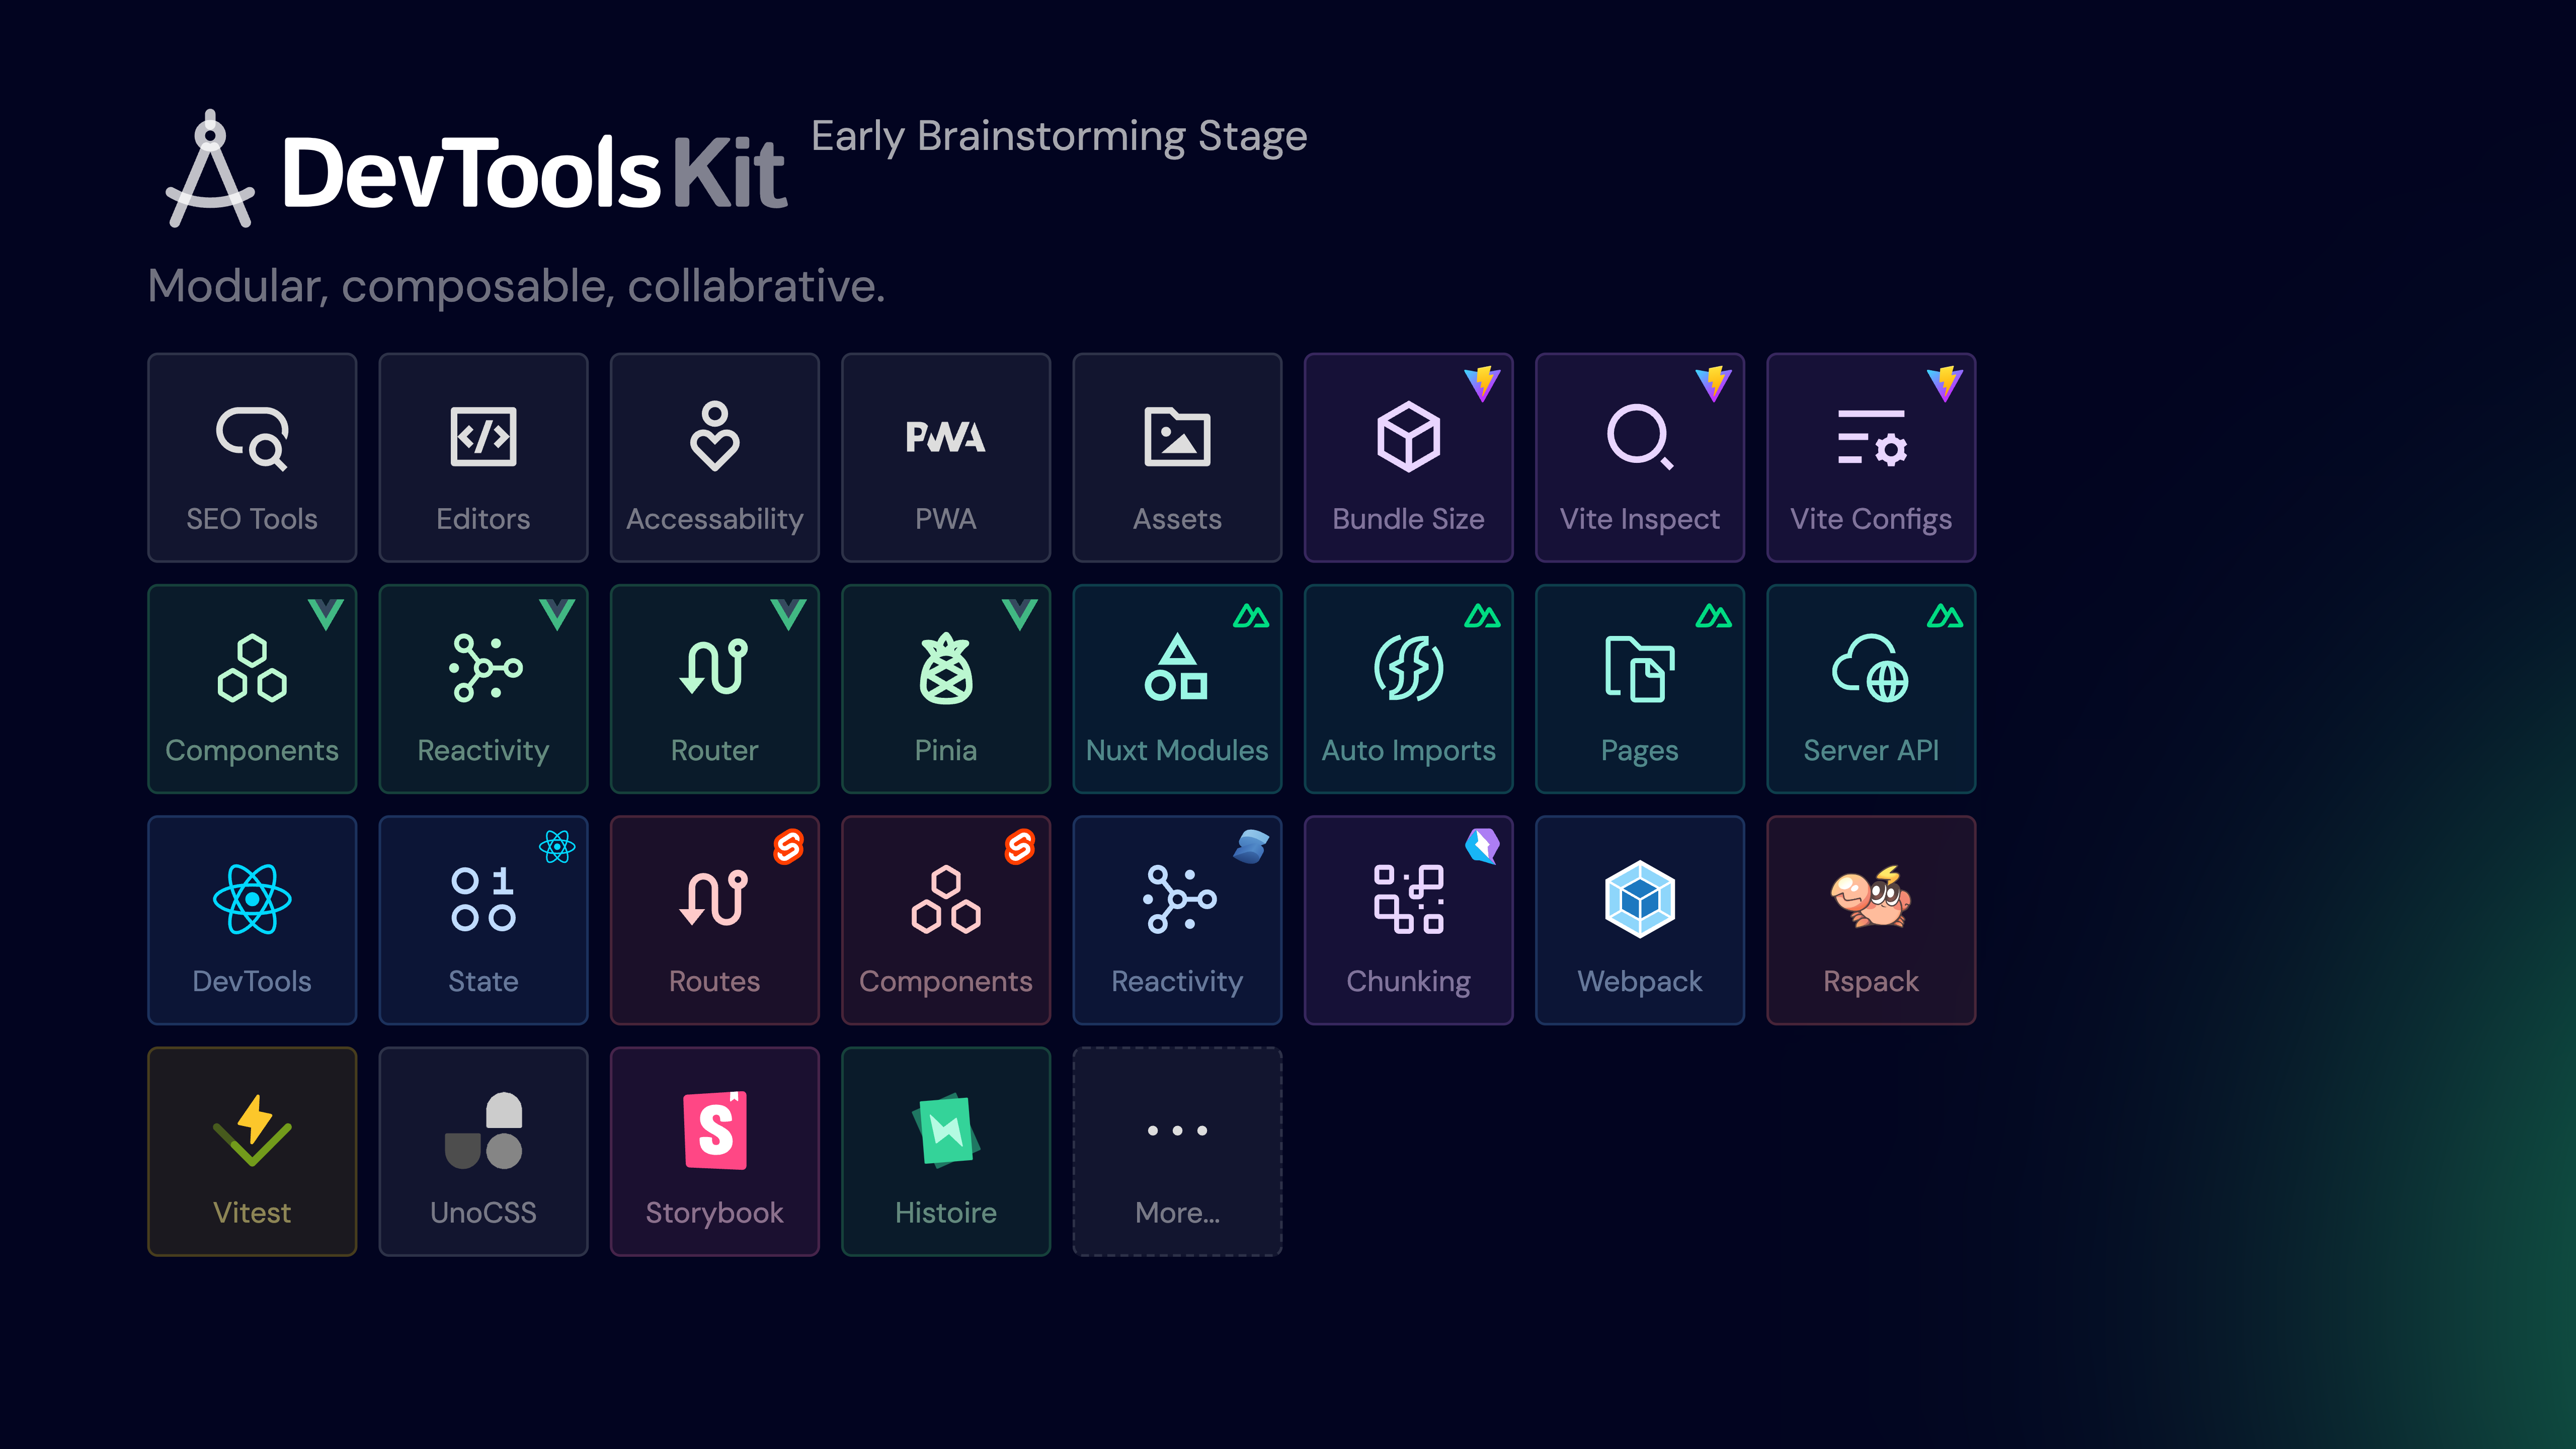 DevTools Kit Early Brainstorming Stage
Modular, composable, collabrative.
SEO Tools
Editors
Accessability
PWA
PWA
Assets
Bundle Size
Vite Inspect
Vite Configs
Components
Reactivity
Router
Pinia
Nuxt Modules
Auto Imports
Pages
Server API
DevTools
State
Routes
Components
Reactivity
Chunking
Webpack
Rspack
Vitest
UnoCSS
S
Storybook
Histoire
More...